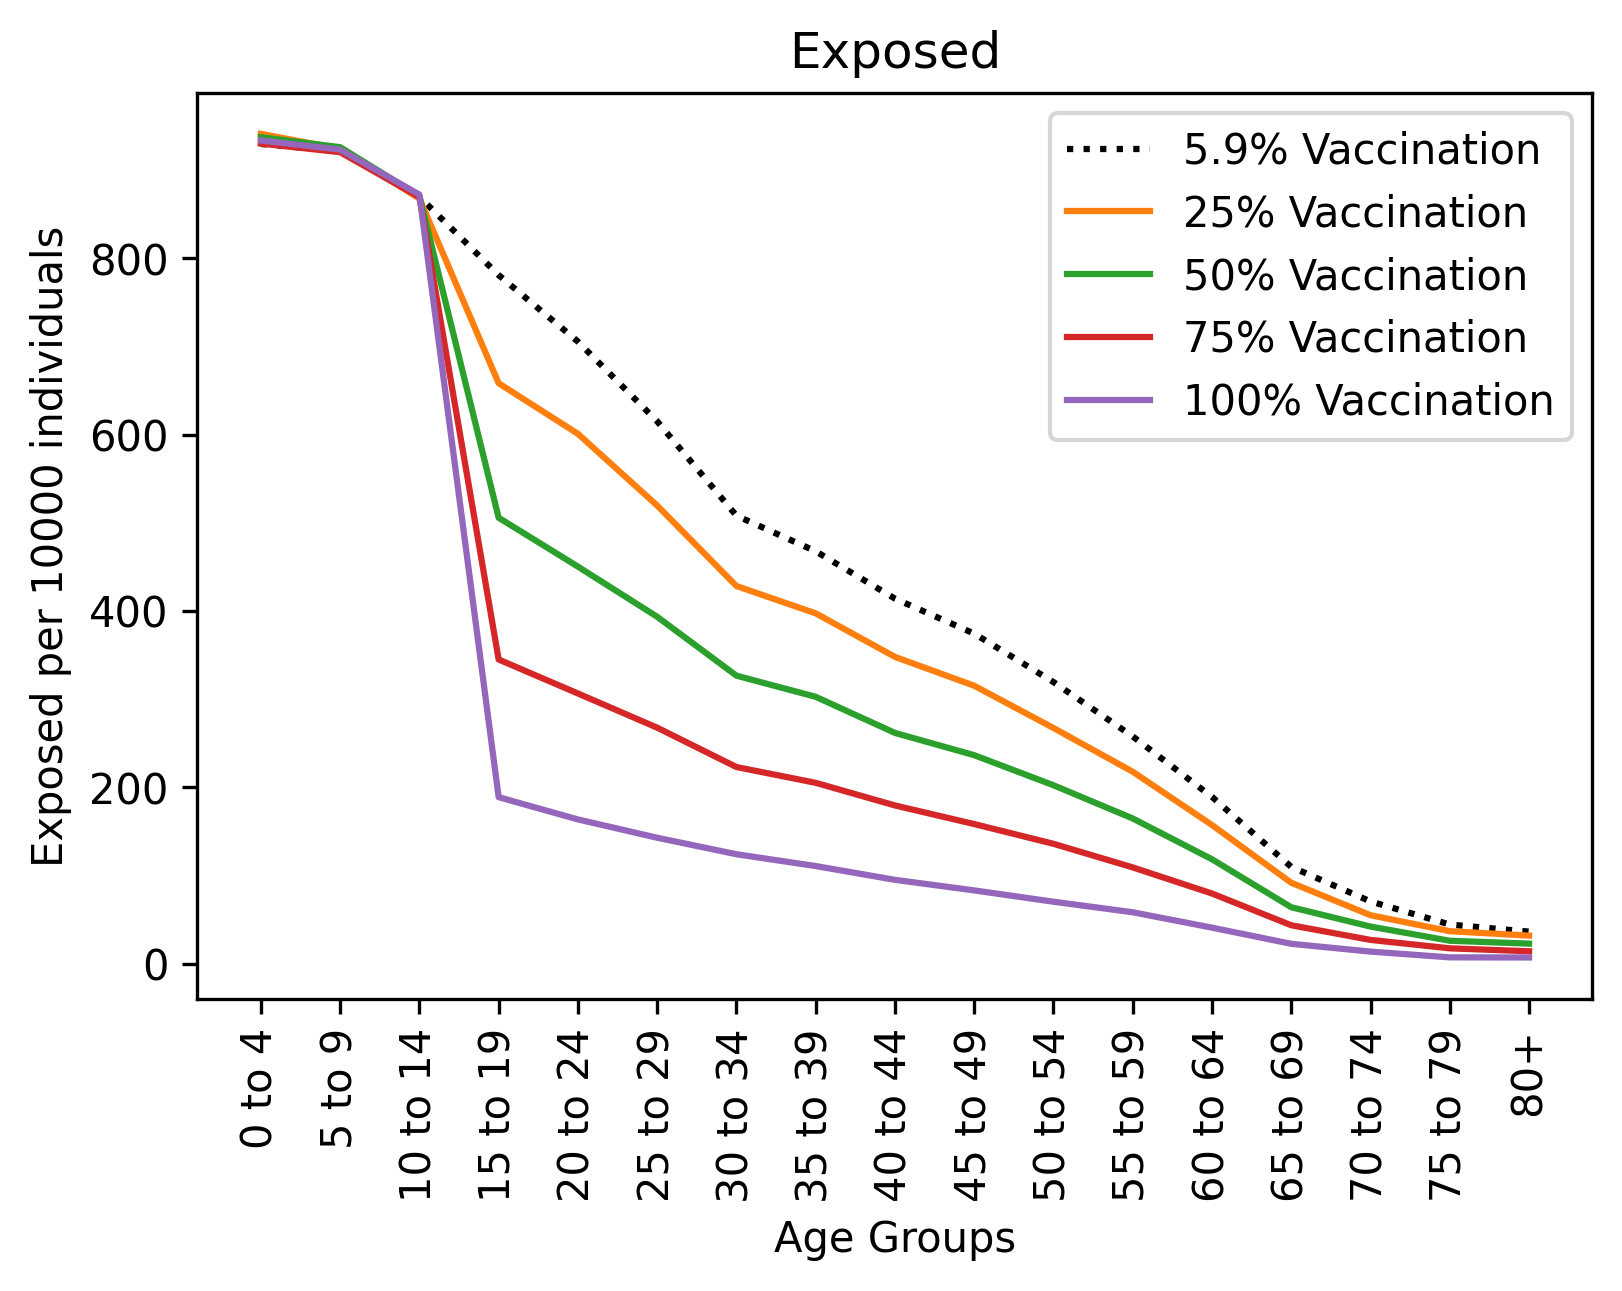 Exposed
5.9% Vaccination
25% Vaccination
50% Vaccination
75% Vaccination
100% Vaccination
Exposed per 10000 individuals
800
600
400
200
0
0 to 4
5 to 9
10 to 14
15 to 19
20 to 24
25 to 29
30 to 34
35 to 39
40 to 44
45 to 49
50 to 54
55 to 59
60 to 64
65 to 69
70 to 74
75 to 79
80+
Age Groups